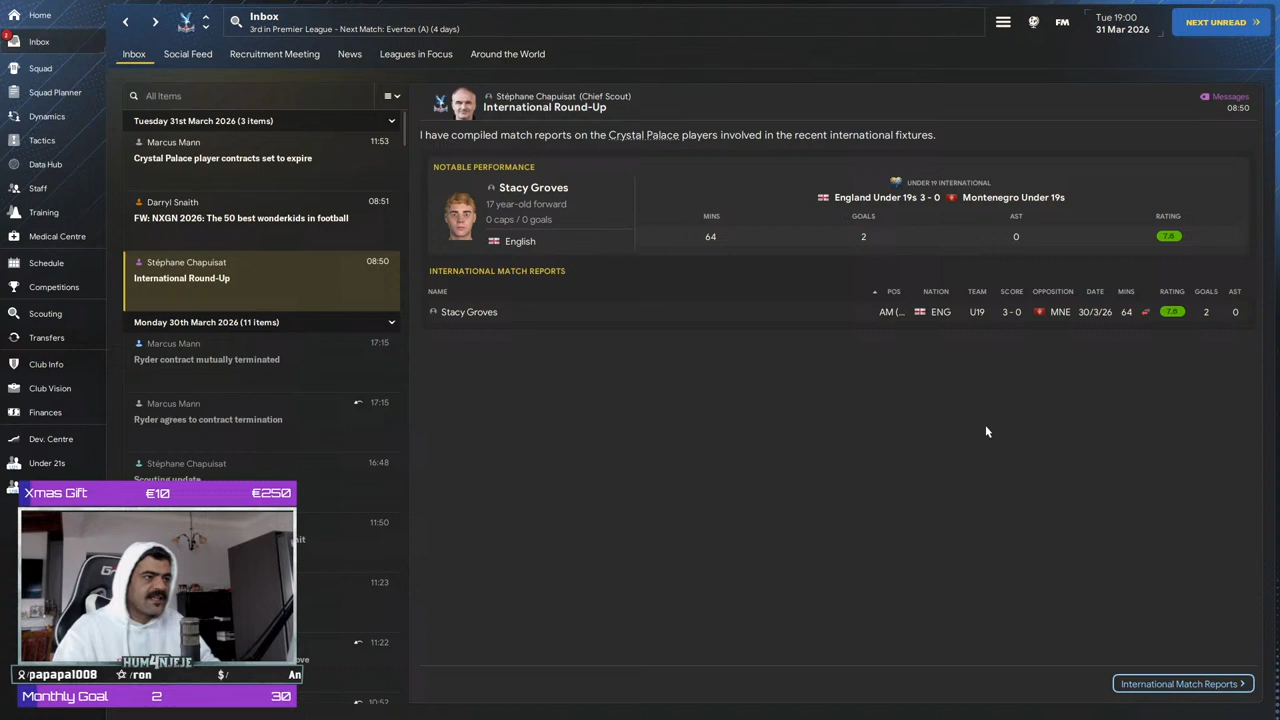 Home
2
Inbox
Squad
Squad Planner
Dynamics
Tactics
Data Hub
Staff
Training
Medical Centre
Schedule
Competitions
Scouting
Transfers
Club Info
Club Vision
Finances
Dev. Centre
Under 21s
Inbox
3rd in Premier League - Next Match: Everton (A) (4 days)
FM
Tue 19:00
31 Mar 2026
NEXT UNREAD
Inbox Social Feed Recruitment Meeting News Leagues in Focus Around the World
All Items
Tuesday 31st March 2026 (3 items)
Marcus Mann 11:53
Crystal Palace player contracts set to expire
Darryl Snaith 08:51
FW: NXGN 2026: The 50 best wonderkids in football
Stéphane Chapuisat 08:50
International Round-Up
Monday 30th March 2026 (11 items)
Marcus Mann 17:15
Ryder contract mutually terminated
Marcus Mann 17:15
Ryder agrees to contract termination
Stéphane Chapuisat 16:48
Scouting update
11:50
11:23
11:22
10:52
Stéphane Chapuisat (Chief Scout)
International Round-Up
Messages
08:50
I have compiled match reports on the Crystal Palace players involved in the recent international fixtures.
NOTABLE PERFORMANCE
Stacy Groves
17 year-old forward
0 caps / 0 goals
English
UNDER 19 INTERNATIONAL
England Under 19s 3 - 0 Montenegro Under 19s
MINS GOALS AST RATING
64 2 0 7.8
INTERNATIONAL MATCH REPORTS
NAME POS NATION TEAM SCORE OPPOSITION DATE MINS RATING GOALS AST
Stacy Groves AM (... ENG U19 3 - 0 MNE 30/3/26 64 7.8 2 0
International Match Reports
Xmas Gift €10 €250
HUM4NJEJE
/papapa1008 /ron $/ An
Monthly Goal 2 30